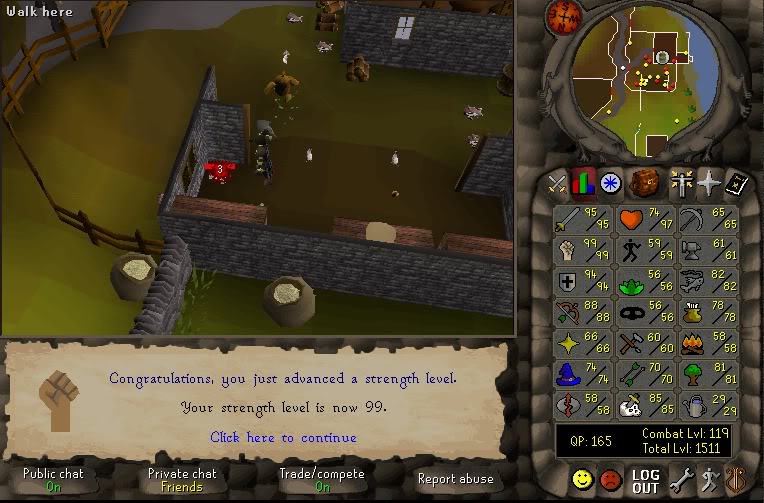 Walk here
3
95/95 74/97 65/65
99/99 59/59 61/61
94/94 56/56 82/82
88/88 56/56 78/78
66/66 60/60 58/58
74/74 70/70 81/81
58/58 85/85 29/29
QP: 165
Combat Lvl: 119
Total Lvl: 1511
Congratulations, you just advanced a strength level.
Your strength level is now 99.
Click here to continue
Public chat
On
Private chat
Friends
Trade/compete
On
Report abuse
LOG
OUT